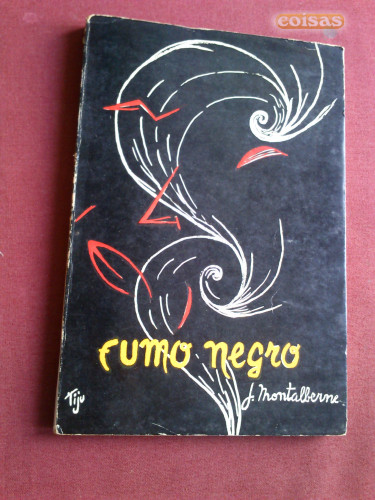 coisas
fumo negro
J. Montalberne
Tiju